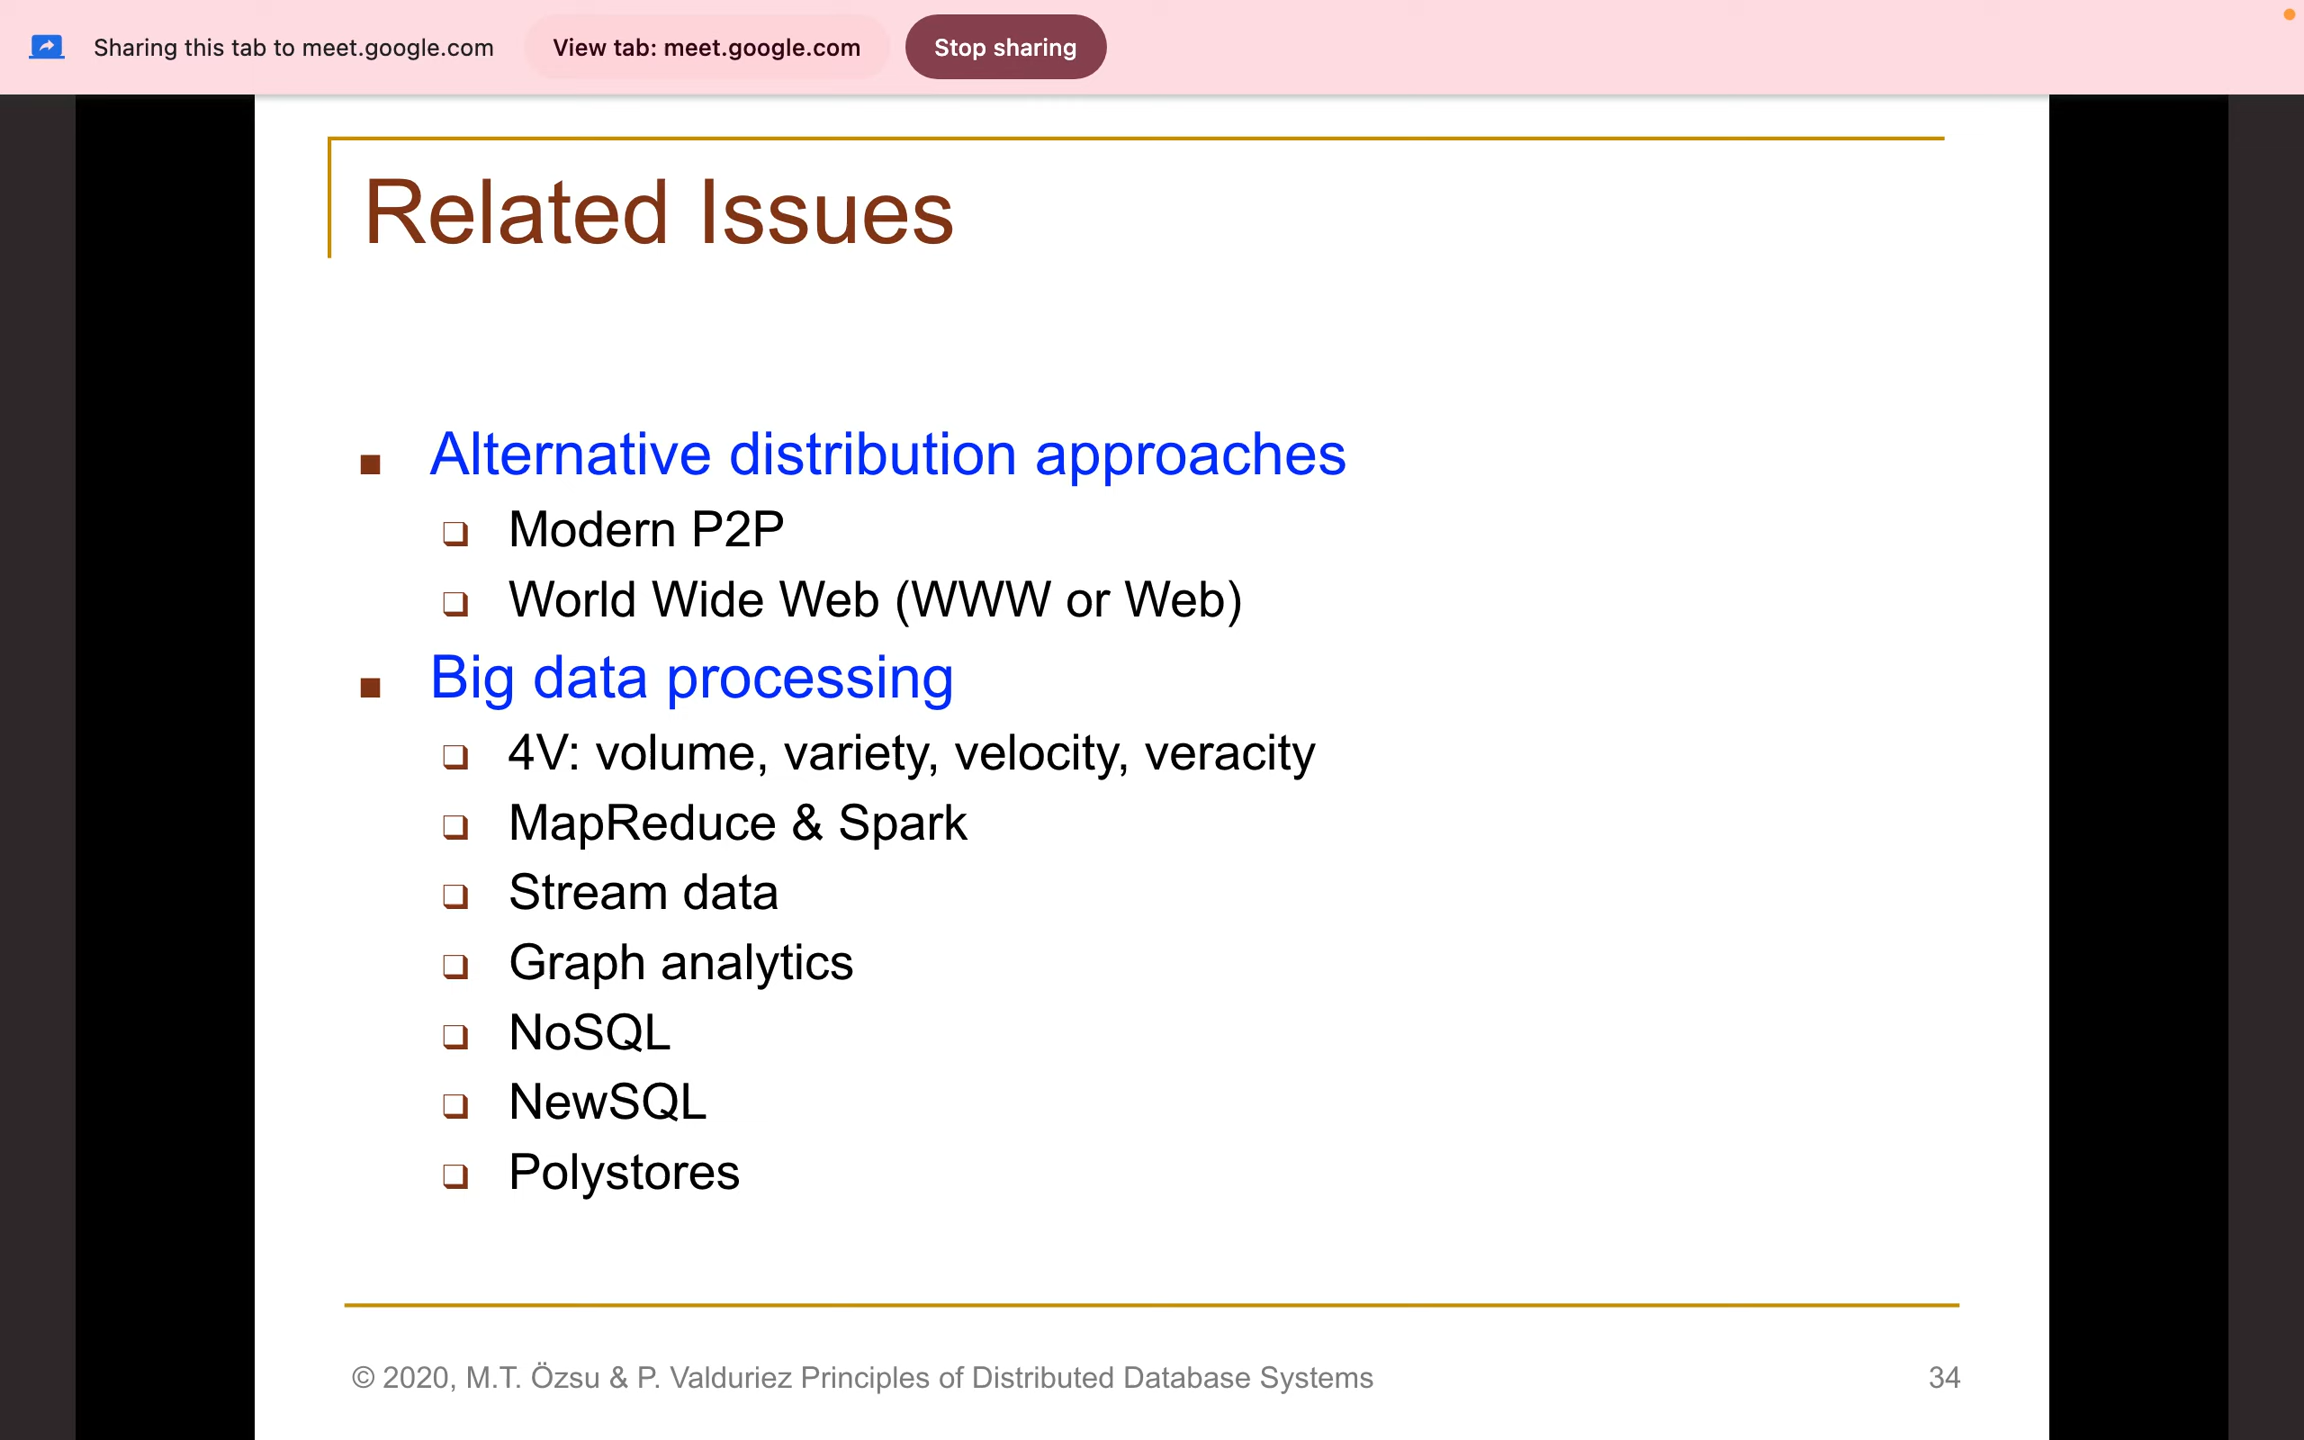 Sharing this tab to meet.google.com
View tab: meet.google.com
Stop sharing
Related Issues
Alternative distribution approaches
Modern P2P
World Wide Web (WWW or Web)
Big data processing
4V: volume, variety, velocity, veracity
MapReduce & Spark
Stream data
Graph analytics
NoSQL
NewSQL
Polystores
© 2020, M.T. Özsu & P. Valduriez Principles of Distributed Database Systems
34